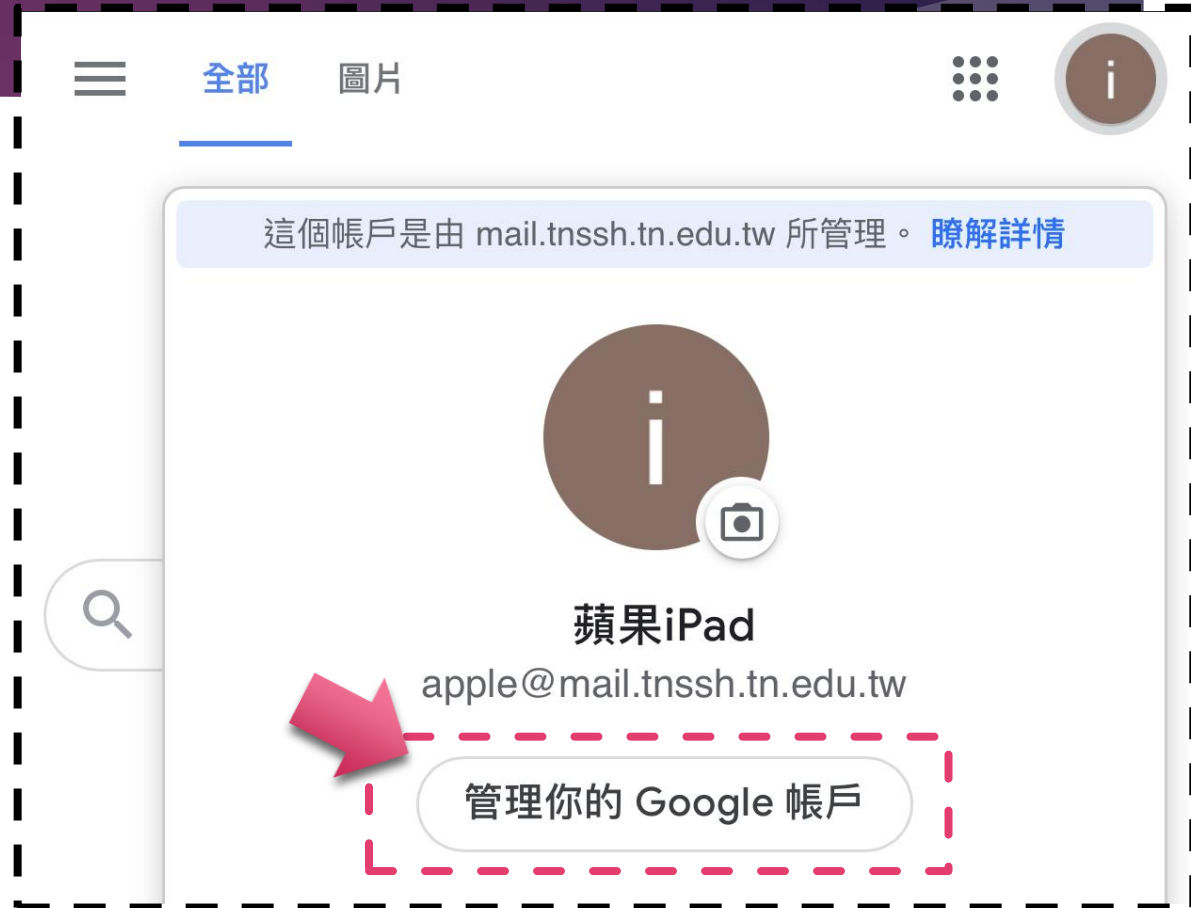 全部 圖片
i
這個帳戶是由 mail.tnssh.tn.edu.tw 所管理。 瞭解詳情
i
蘋果iPad
apple@mail.tnssh.tn.edu.tw
管理你的 Google 帳戶